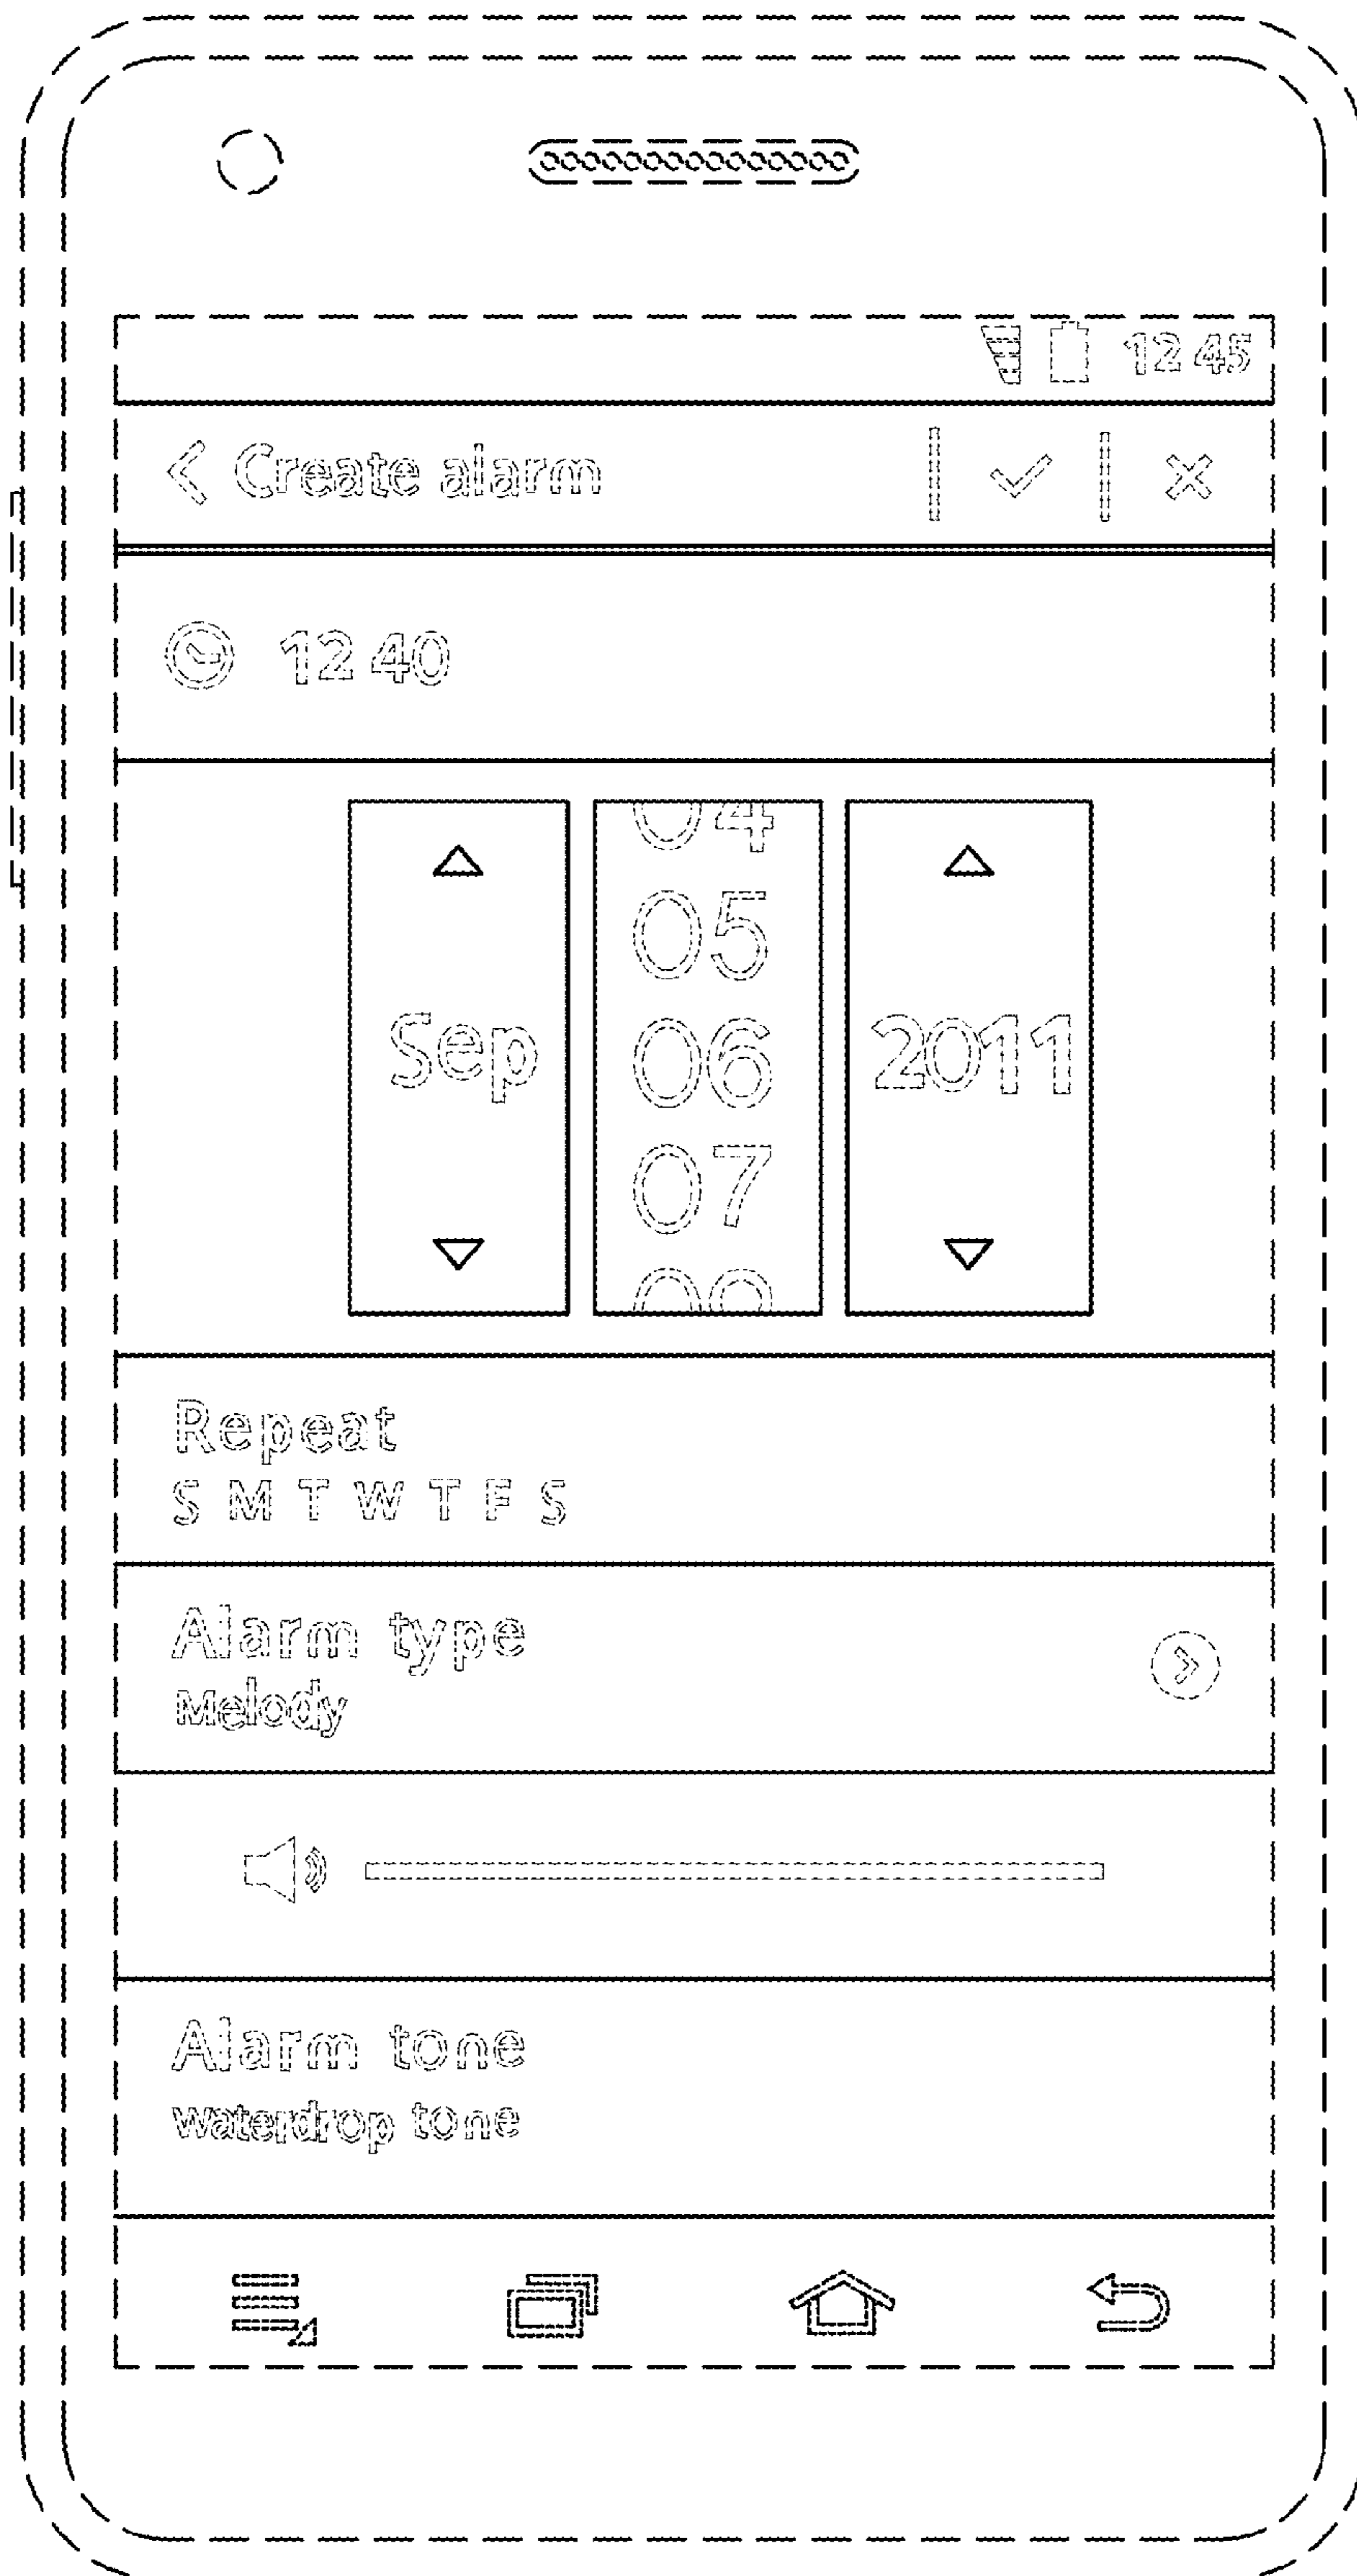 12 45
Create alarm
12 40
04
05
Sep 06 2011
07
Repeat
S M T W T F S
Alarm type
Melody
Alarm tone
waterdrop tone